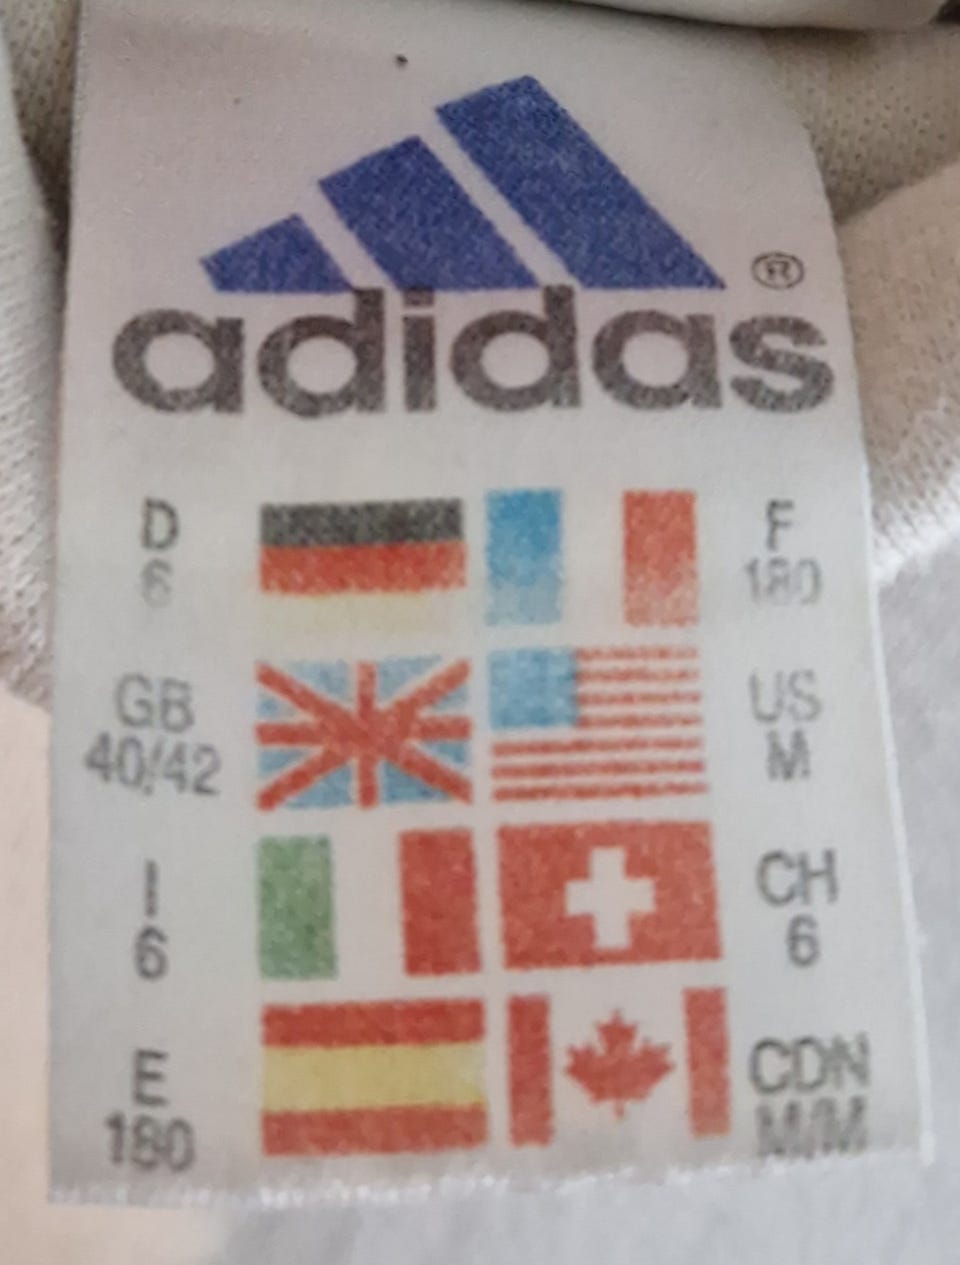 adidas ®
D
6
F
180
GB
40/42
US
M
I
6
CH
6
E
180
CDN
M/M